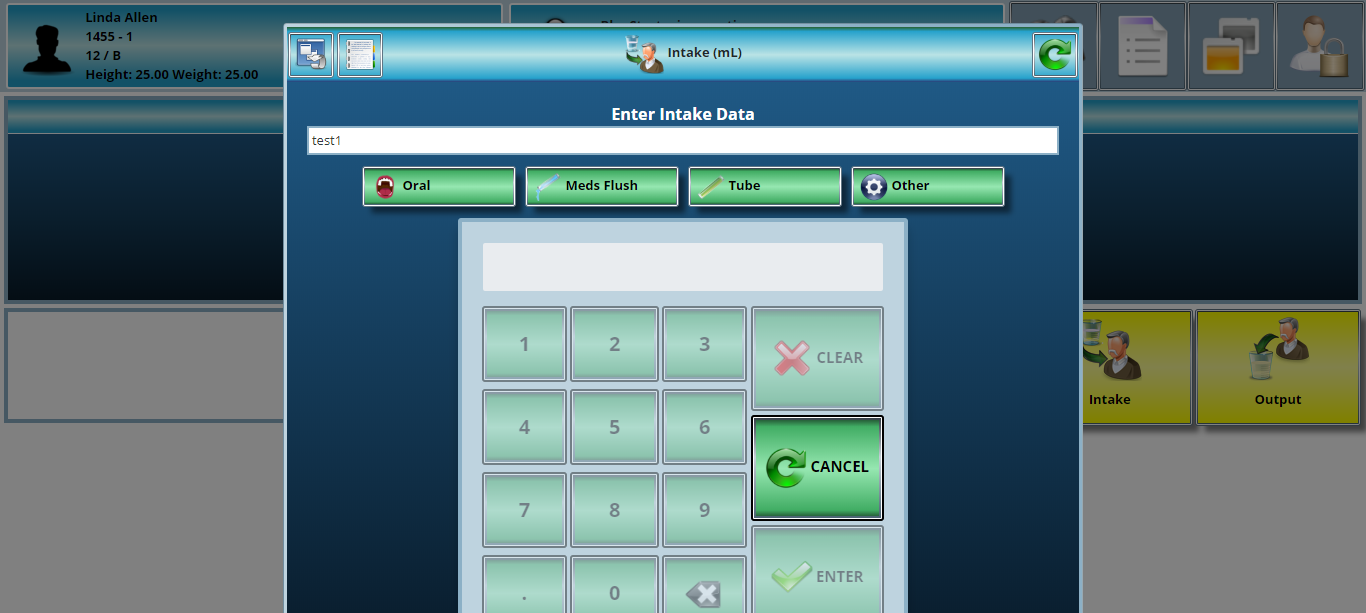 Linda Allen
1455 - 1
12 / B
Height: 25.00 Weight: 25.00
Intake (mL)
Enter Intake Data
test1
Oral
Meds Flush
Tube
Other
1 2 3
CLEAR
4 5 6
CANCEL
7 8 9
ENTER
. 0
Intake
Output